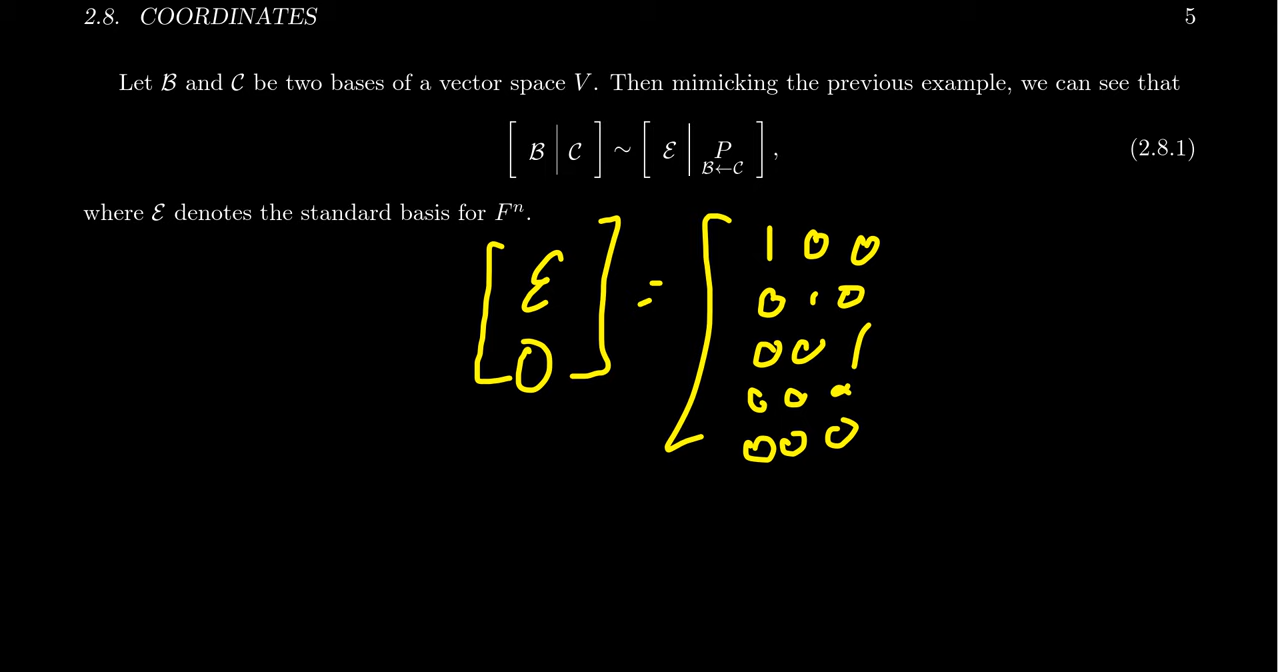 2.8. COORDINATES 5
Let ℬ and 𝒞 be two bases of a vector space V. Then mimicking the previous example, we can see that
[ ℬ | 𝒞 ] ~ [ ℰ | P ℬ←𝒞 ], (2.8.1)
where ℰ denotes the standard basis for Fⁿ.
[ ℰ ] = [ 1 0 0
0 1 0
0 0 1
0 0 0
0 0 0
0